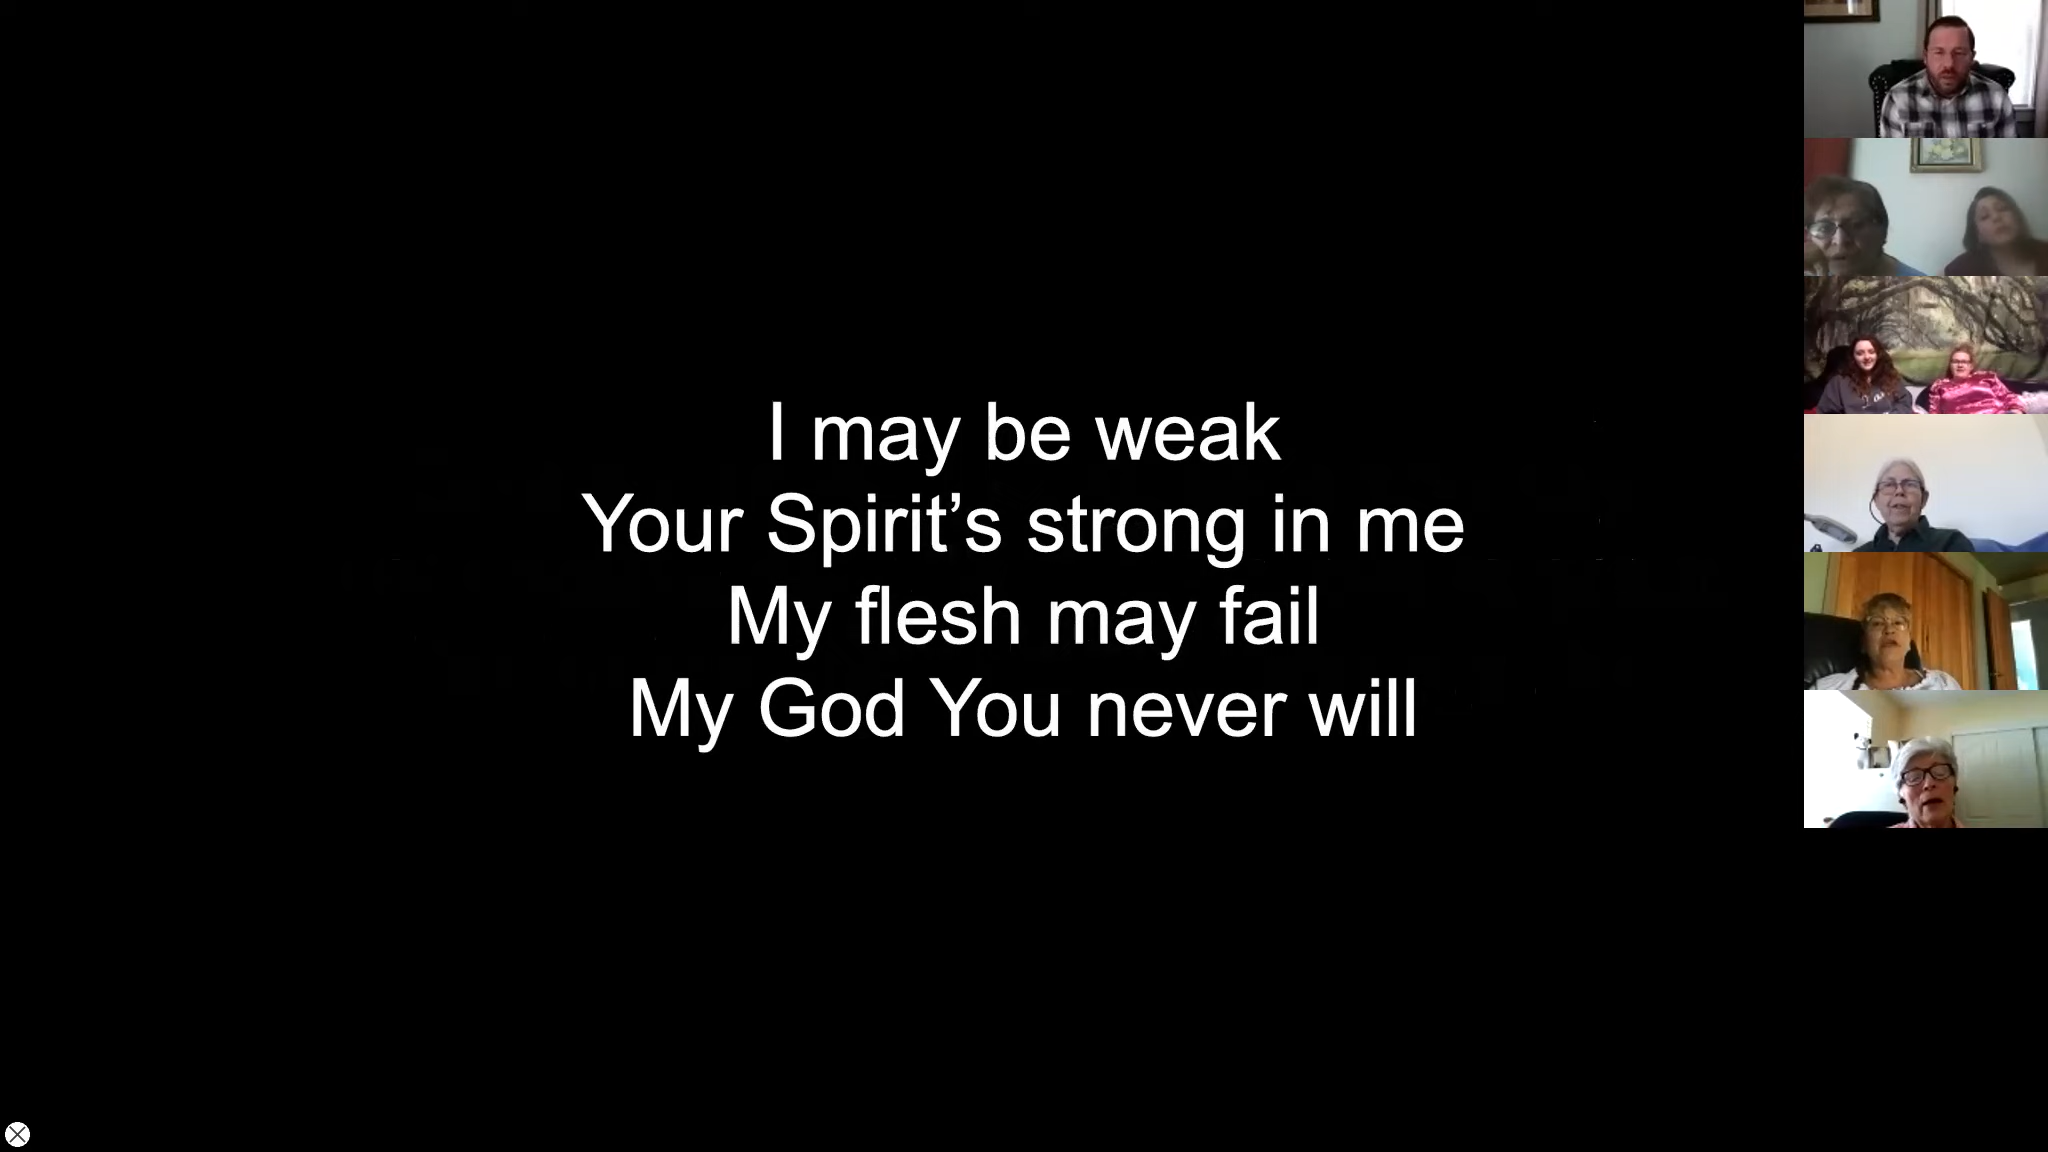 I may be weak
Your Spirit’s strong in me
My flesh may fail
My God You never will